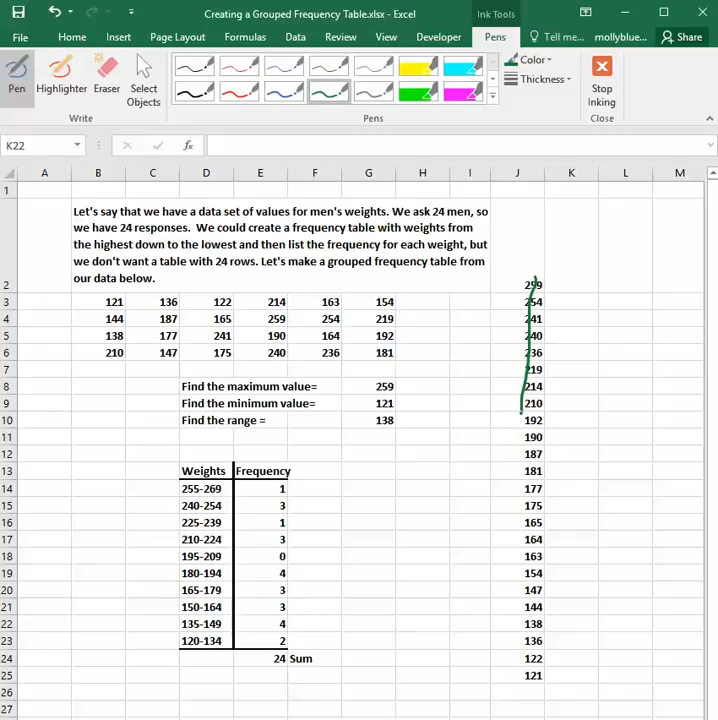 Creating a Grouped Frequency Table.xlsx - Excel
Ink Tools
File Home Insert Page Layout Formulas Data Review View Developer Pens Tell me... mollyblue... Share
Pen Highlighter Eraser Select Objects
Color
Thickness
Stop Inking
Write Pens Close
K22 fx
A B C D E F G H I J K L M
1
Let's say that we have a data set of values for men's weights. We ask 24 men, so
we have 24 responses. We could create a frequency table with weights from
the highest down to the lowest and then list the frequency for each weight, but
we don't want a table with 24 rows. Let's make a grouped frequency table from
our data below.
2 259
3 121 136 122 214 163 154 254
4 144 187 165 259 254 219 241
5 138 177 241 190 164 192 240
6 210 147 175 240 236 181 236
7 219
8 Find the maximum value= 259 214
9 Find the minimum value= 121 210
10 Find the range = 138 192
11 190
12 187
13 Weights Frequency 181
14 255-269 1 177
15 240-254 3 175
16 225-239 1 165
17 210-224 3 164
18 195-209 0 163
19 180-194 4 154
20 165-179 3 147
21 150-164 3 144
22 135-149 4 138
23 120-134 2 136
24 24 Sum 122
25 121
26
27